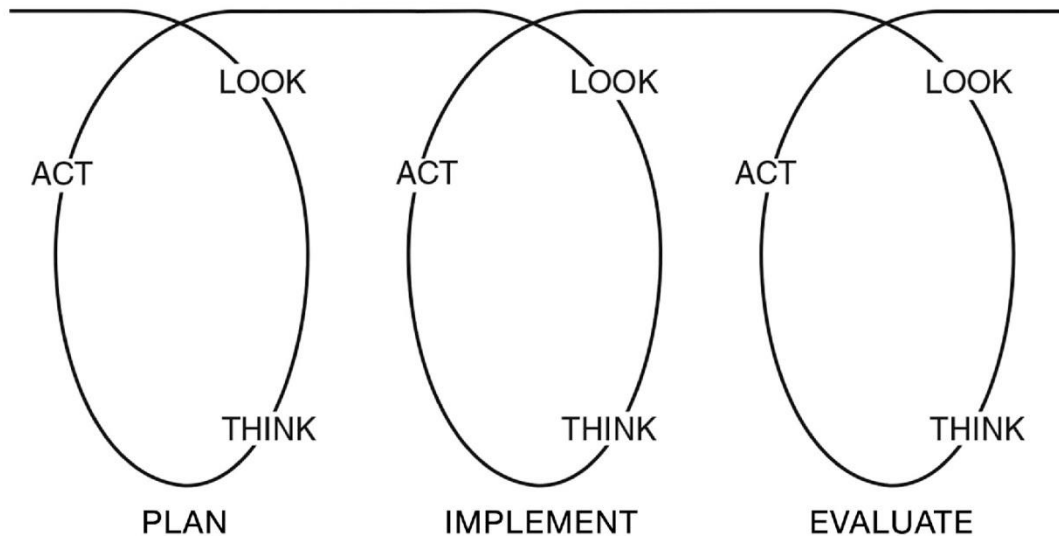 LOOK LOOK LOOK
ACT ACT ACT
THINK THINK THINK
PLAN IMPLEMENT EVALUATE